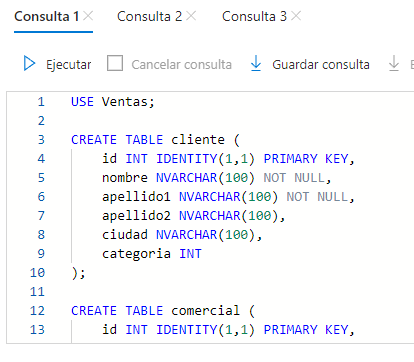 Consulta 1 Consulta 2 Consulta 3
Ejecutar Cancelar consulta Guardar consulta
1 USE Ventas;
2
3 CREATE TABLE cliente (
4 id INT IDENTITY(1,1) PRIMARY KEY,
5 nombre NVARCHAR(100) NOT NULL,
6 apellido1 NVARCHAR(100) NOT NULL,
7 apellido2 NVARCHAR(100),
8 ciudad NVARCHAR(100),
9 categoria INT
10 );
11
12 CREATE TABLE comercial (
13 id INT IDENTITY(1,1) PRIMARY KEY,